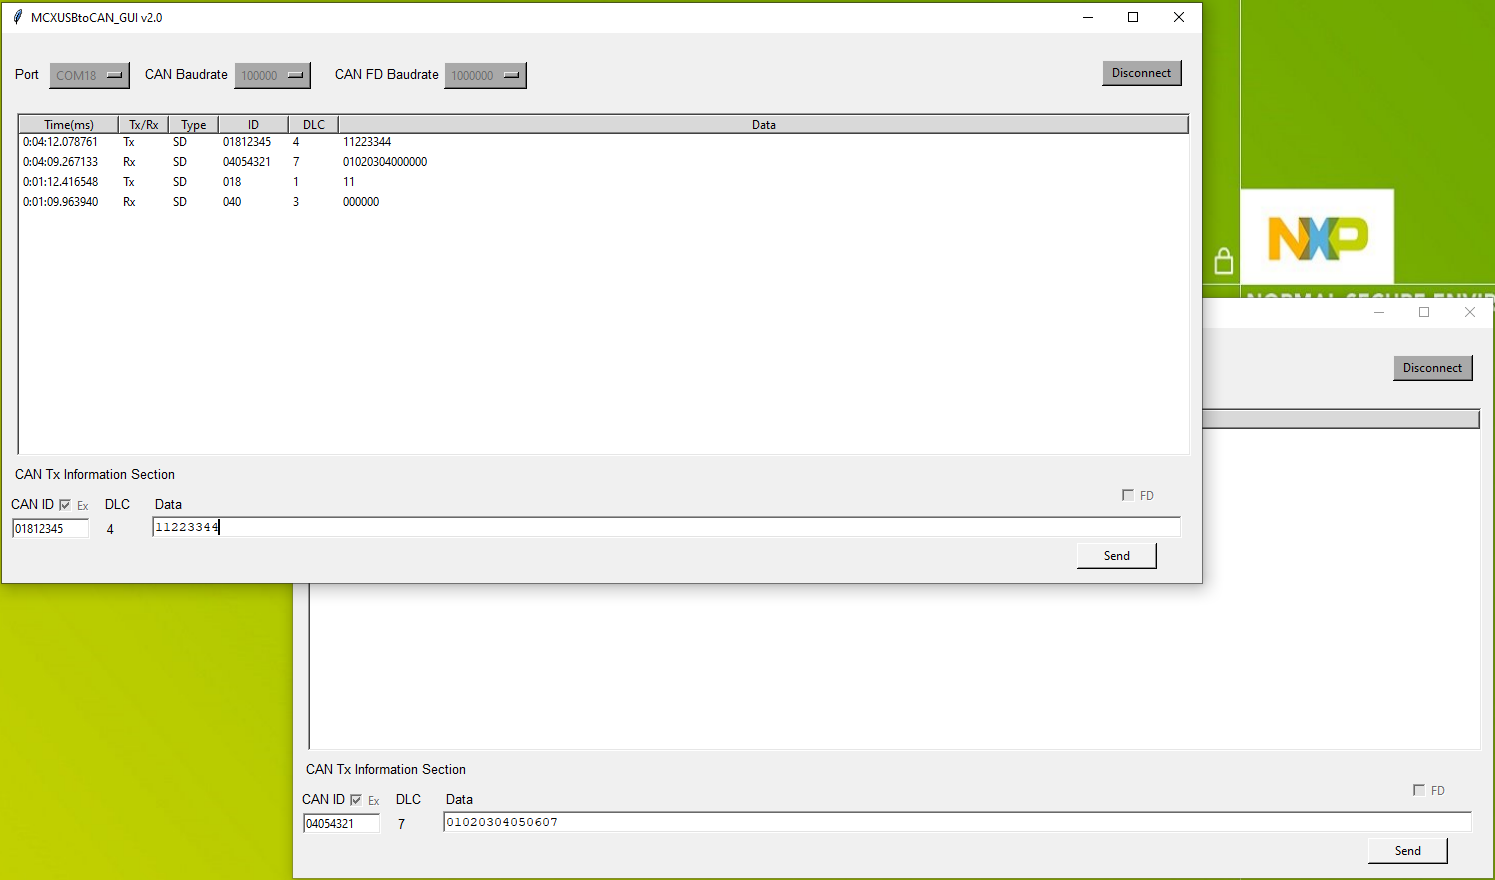 MCXUSBtoCAN_GUI v2.0
Port COM18 CAN Baudrate 100000 CAN FD Baudrate 1000000 Disconnect
Time(ms) Tx/Rx Type ID DLC Data
0:04:12.078761 Tx SD 01812345 4 11223344
0:04:09.267133 Rx SD 04054321 7 01020304000000
0:01:12.416548 Tx SD 018 1 11
0:01:09.963940 Rx SD 040 3 000000
CAN Tx Information Section
FD
CAN ID Ex DLC Data
01812345 4 11223344
Send
NXP
Disconnect
CAN Tx Information Section
FD
CAN ID Ex DLC Data
04054321 7 01020304050607
Send